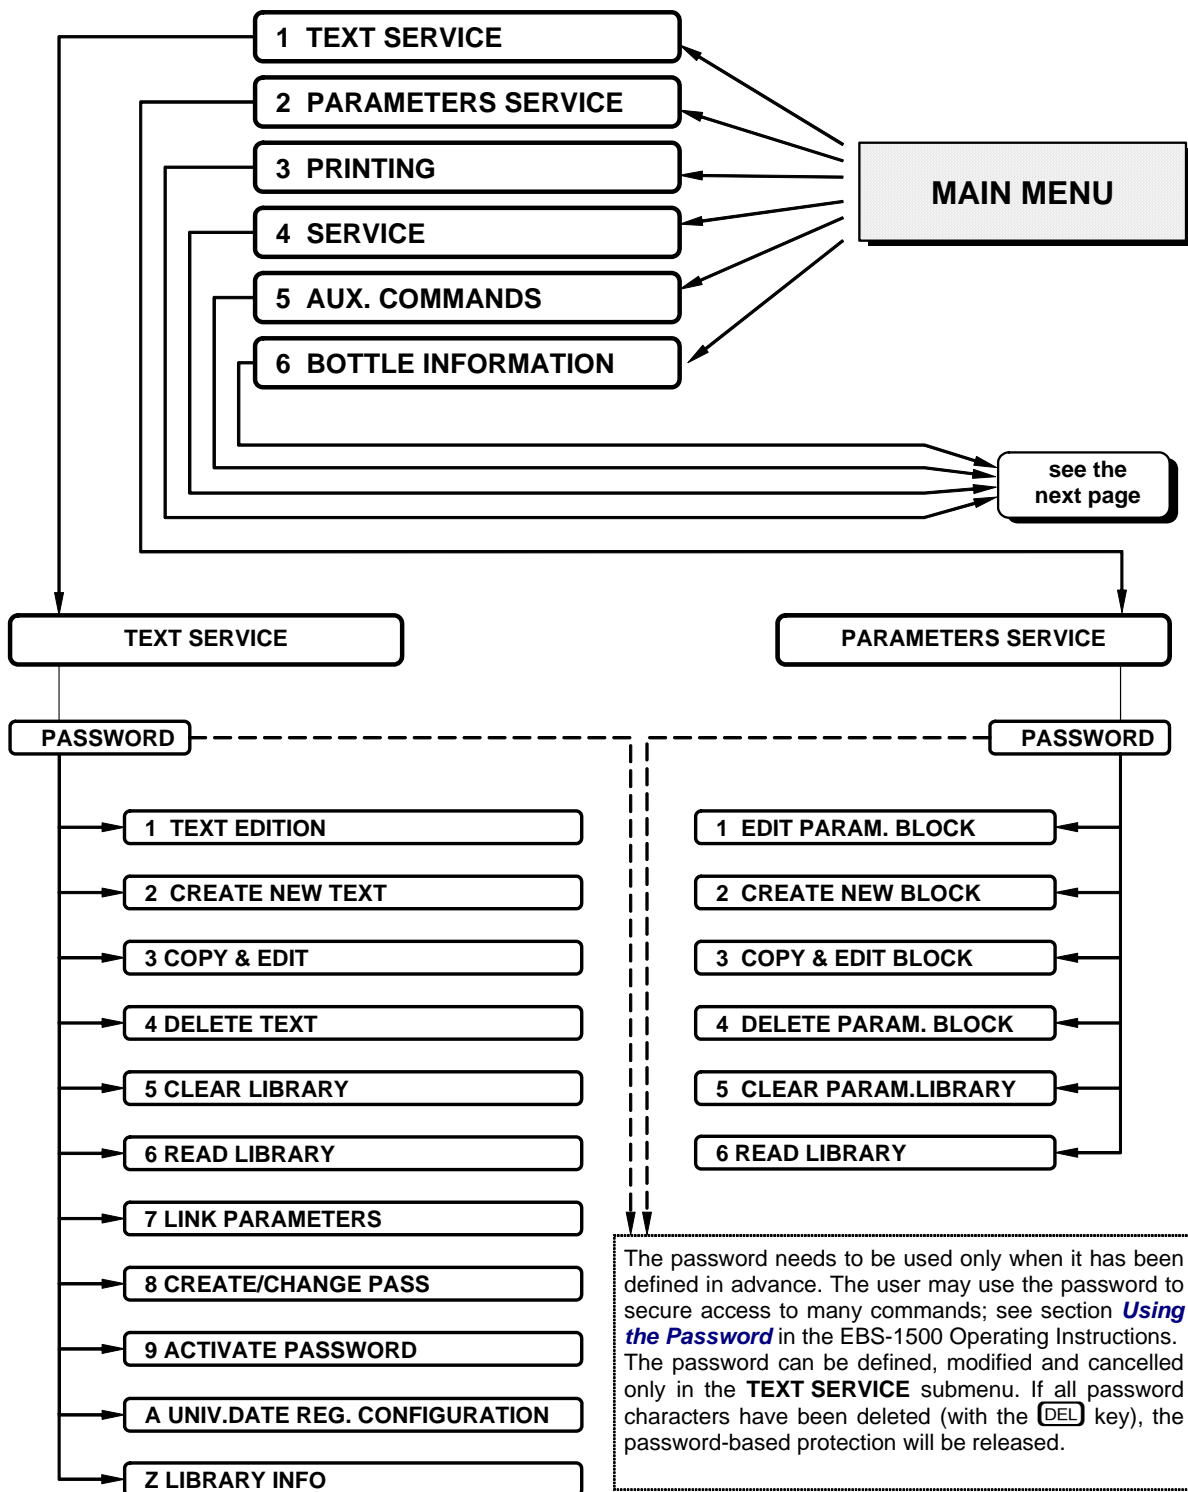 1 TEXT SERVICE
2 PARAMETERS SERVICE
3 PRINTING
4 SERVICE
5 AUX. COMMANDS
6 BOTTLE INFORMATION
MAIN MENU
see the
next page
TEXT SERVICE
PARAMETERS SERVICE
PASSWORD
PASSWORD
1 TEXT EDITION
2 CREATE NEW TEXT
3 COPY & EDIT
4 DELETE TEXT
5 CLEAR LIBRARY
6 READ LIBRARY
7 LINK PARAMETERS
8 CREATE/CHANGE PASS
9 ACTIVATE PASSWORD
A UNIV.DATE REG. CONFIGURATION
Z LIBRARY INFO
1 EDIT PARAM. BLOCK
2 CREATE NEW BLOCK
3 COPY & EDIT BLOCK
4 DELETE PARAM. BLOCK
5 CLEAR PARAM.LIBRARY
6 READ LIBRARY
The password needs to be used only when it has been
defined in advance. The user may use the password to
secure access to many commands; see section Using
the Password in the EBS-1500 Operating Instructions.
The password can be defined, modified and cancelled
only in the TEXT SERVICE submenu. If all password
characters have been deleted (with the DEL key), the
password-based protection will be released.